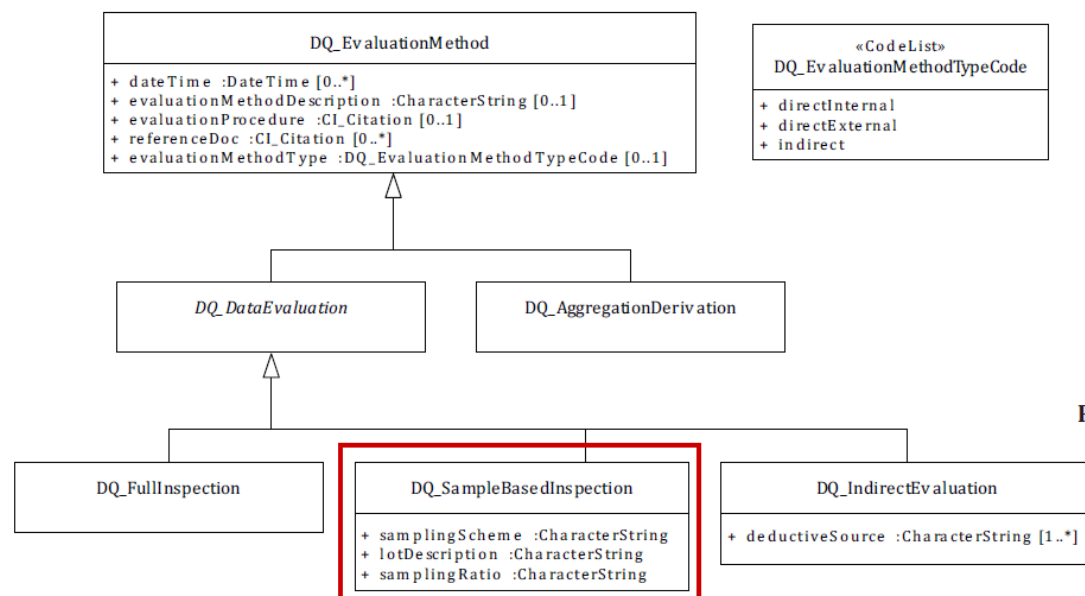 DQ_EvaluationMethod
+ dateTime :DateTime [0..*]
+ evaluationMethodDescription :CharacterString [0..1]
+ evaluationProcedure :CI_Citation [0..1]
+ referenceDoc :CI_Citation [0..*]
+ evaluationMethodType :DQ_EvaluationMethodTypeCode [0..1]
«CodeList»
DQ_EvaluationMethodTypeCode
+ directInternal
+ directExternal
+ indirect
DQ_DataEvaluation
DQ_AggregationDerivation
DQ_FullInspection
DQ_SampleBasedInspection
+ samplingScheme :CharacterString
+ lotDescription :CharacterString
+ samplingRatio :CharacterString
DQ_IndirectEvaluation
+ deductiveSource :CharacterString [1..*]